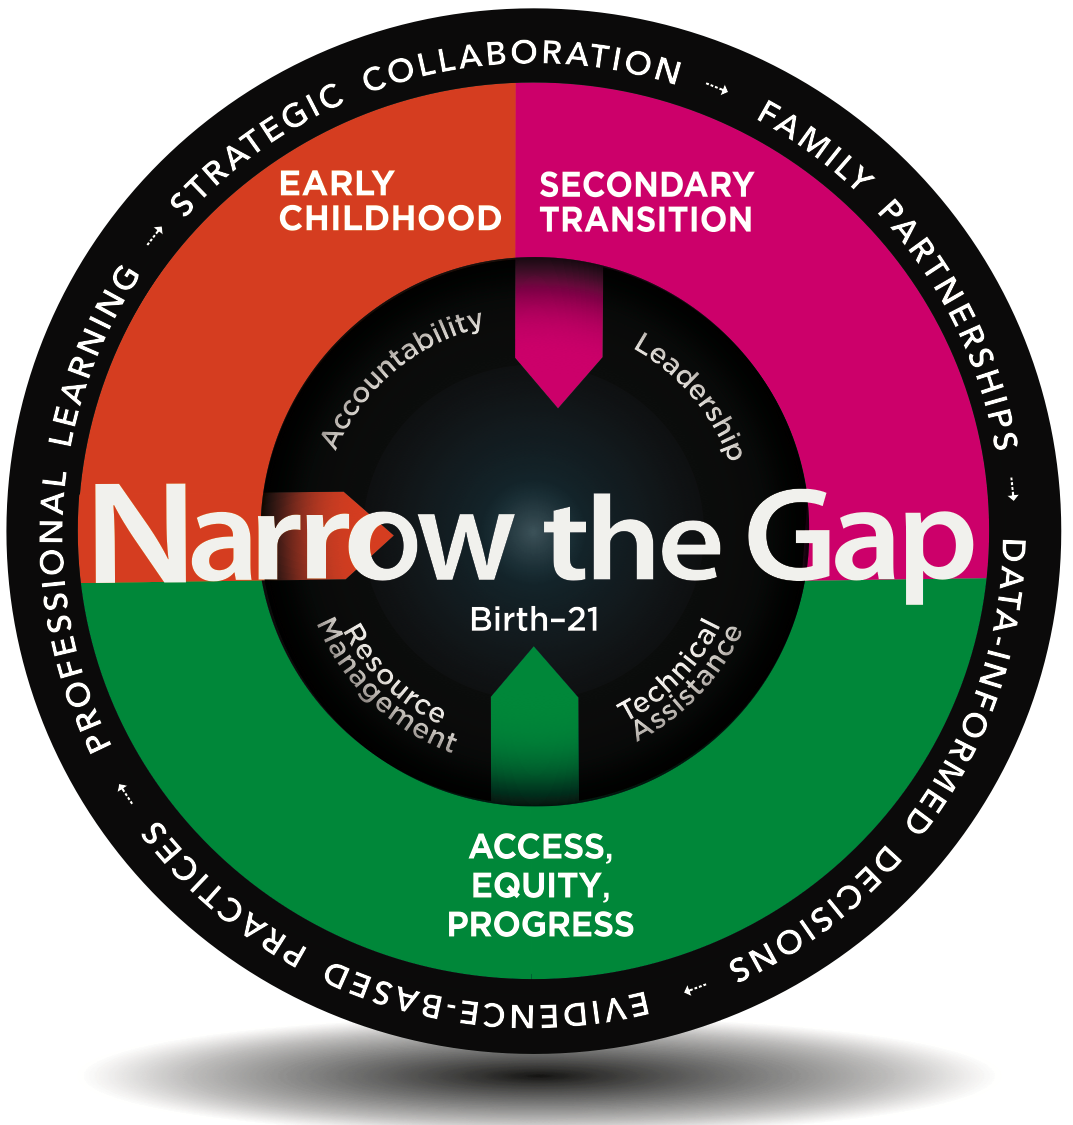 STRATEGIC COLLABORATION → FAMILY PARTNERSHIPS → DATA-INFORMED DECISIONS → EVIDENCE-BASED PRACTICES → PROFESSIONAL LEARNING →
EARLY
CHILDHOOD
SECONDARY
TRANSITION
Accountability
Leadership
Narrow the Gap
Birth–21
Resource
Management
Technical
Assistance
ACCESS,
EQUITY,
PROGRESS